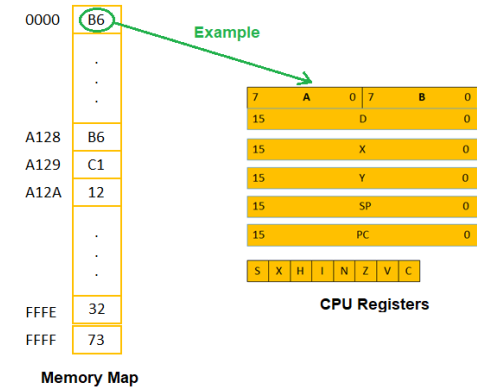 0000 B6
Example
.
.
.
7 A 0 7 B 0
15 D 0
A128 B6
15 X 0
A129 C1
15 Y 0
A12A 12
15 SP 0
.
.
.
15 PC 0
S X H I N Z V C
CPU Registers
FFFE 32
FFFF 73
Memory Map